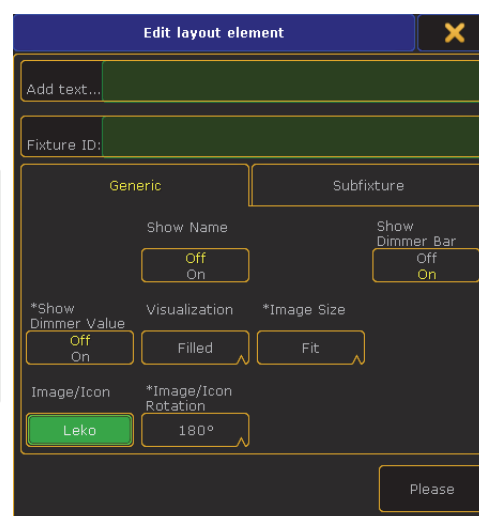 Edit layout element
Add text...
Fixture ID:
Generic Subfixture
Show Name Show
Dimmer Bar
Off Off
On On
*Show
Dimmer Value Visualization *Image Size
Off
On Filled Fit
Image/Icon *Image/Icon
Rotation
Leko 180°
Please